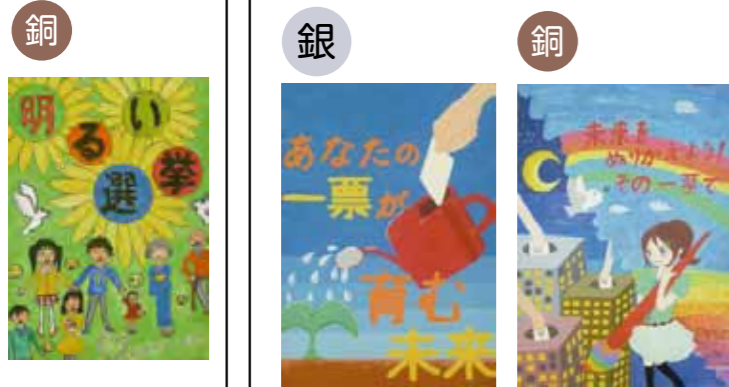 銅
明るい
選挙
銀
あなたの
一票が
育む
未来
銅
未来を
ぬりかえよう!
その一票で